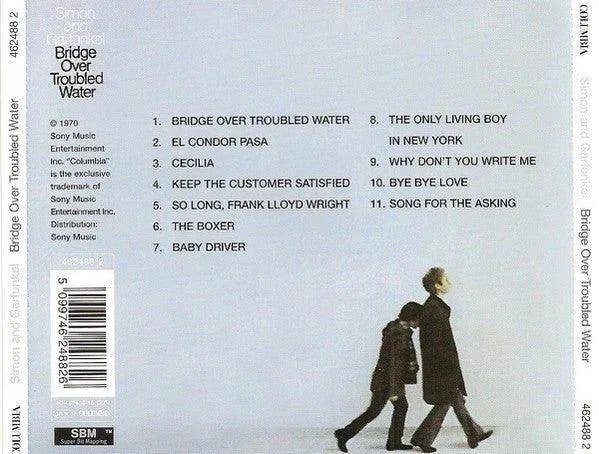 462488 2
Bridge Over Troubled Water
Simon and Garfunkel
COLUMBIA
Simon
and
Garfunkel
Bridge
Over
Troubled
Water
© 1970
Sony Music
Entertainment
Inc. "Columbia"
is the exclusive
trademark of
Sony Music
Entertainment Inc.
Distribution:
Sony Music
462488 2
5 099746 248826
COLUMBIA
SBM
Super Bit Mapping
1. BRIDGE OVER TROUBLED WATER
2. EL CONDOR PASA
3. CECILIA
4. KEEP THE CUSTOMER SATISFIED
5. SO LONG, FRANK LLOYD WRIGHT
6. THE BOXER
7. BABY DRIVER
8. THE ONLY LIVING BOY
IN NEW YORK
9. WHY DON'T YOU WRITE ME
10. BYE BYE LOVE
11. SONG FOR THE ASKING
COLUMBIA
Simon and Garfunkel
Bridge Over Troubled Water
462488 2